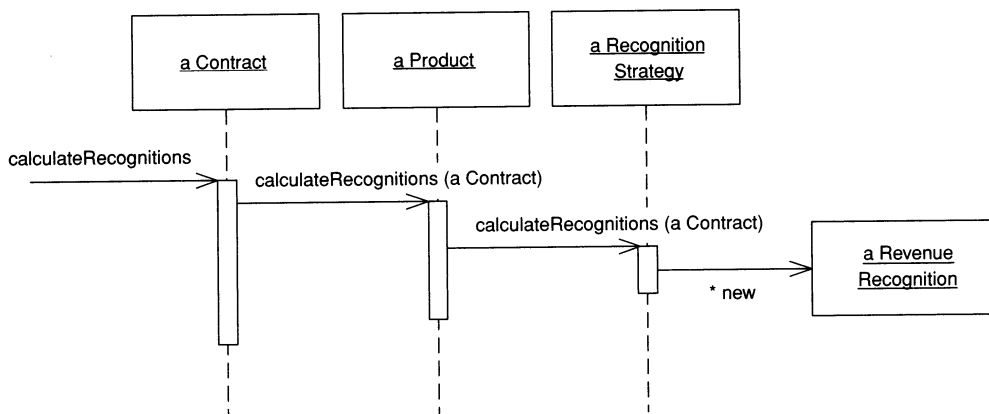 a Contract
a Product
a Recognition
Strategy
calculateRecognitions
calculateRecognitions (a Contract)
calculateRecognitions (a Contract)
a Revenue
Recognition
* new